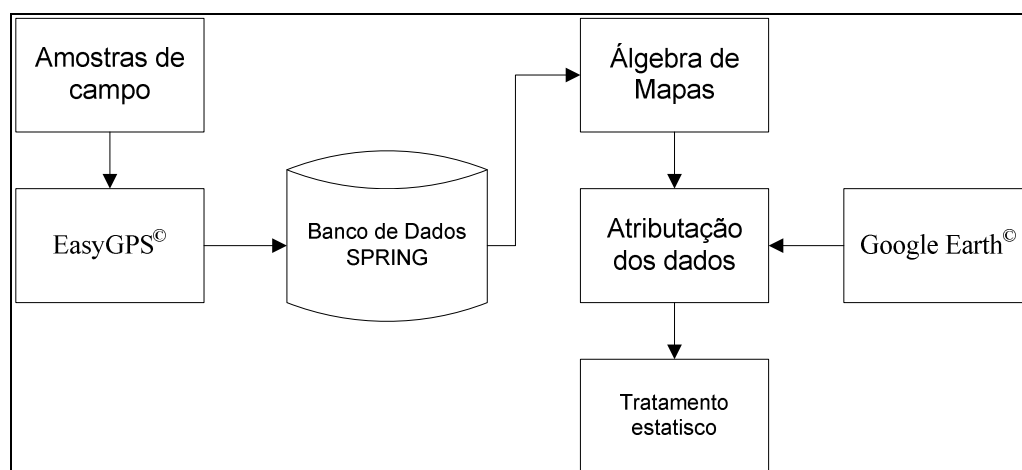 Amostras de
campo
EasyGPS©
Banco de Dados
SPRING
Álgebra de
Mapas
Atributação
dos dados
Google Earth©
Tratamento
estatisco